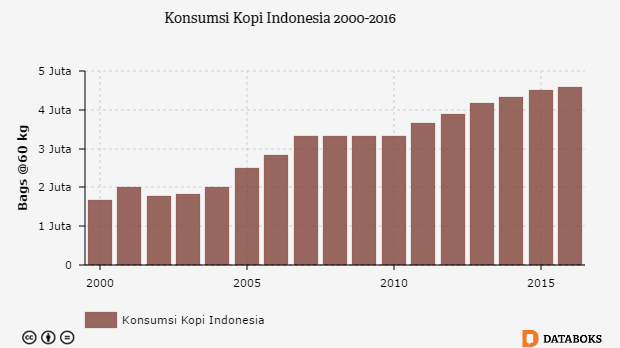 Konsumsi Kopi Indonesia 2000-2016
Bags @60 kg
5 Juta
4 Juta
3 Juta
2 Juta
1 Juta
0
2000 2005 2010 2015
Konsumsi Kopi Indonesia
cc
DATABOKS